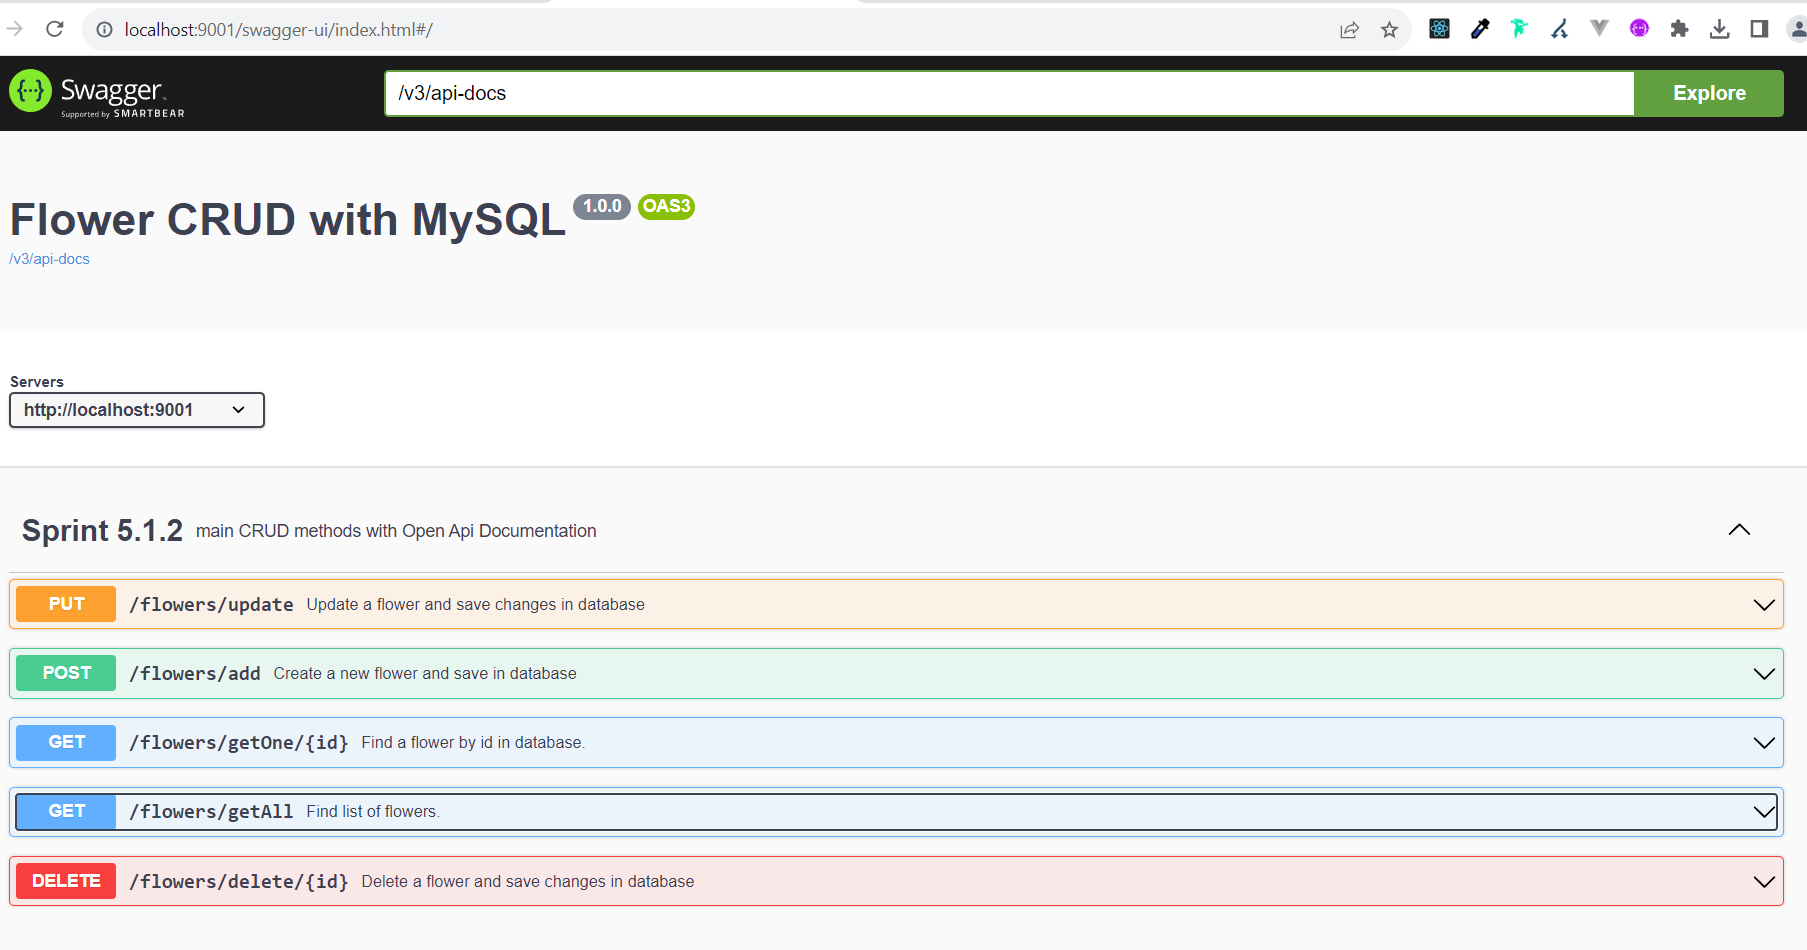 localhost:9001/swagger-ui/index.html#/
Swagger
Supported by SMARTBEAR
/v3/api-docs
Explore
Flower CRUD with MySQL 1.0.0 OAS3
/v3/api-docs
Servers
http://localhost:9001
Sprint 5.1.2 main CRUD methods with Open Api Documentation
PUT /flowers/update Update a flower and save changes in database
POST /flowers/add Create a new flower and save in database
GET /flowers/getOne/{id} Find a flower by id in database.
GET /flowers/getAll Find list of flowers.
DELETE /flowers/delete/{id} Delete a flower and save changes in database